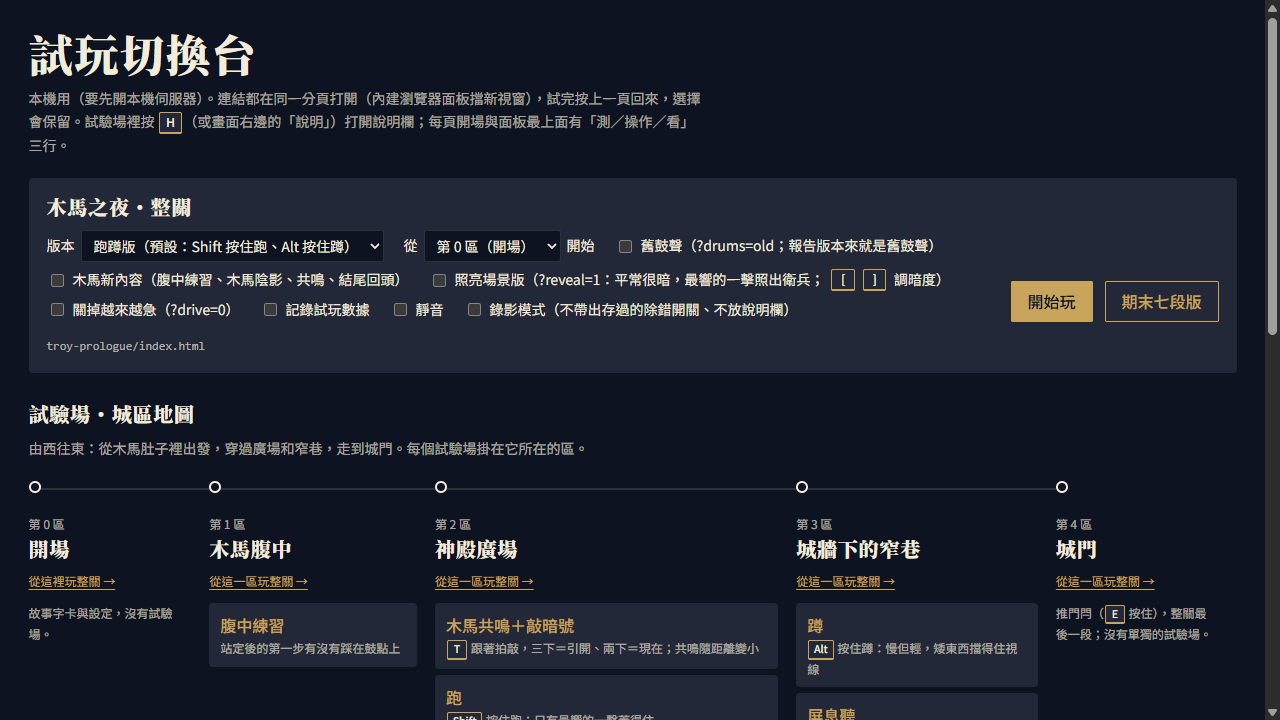 試玩切換台
本機用（要先開本機伺服器）。連結都在同一分頁打開（內建瀏覽器面板擋新視窗），試完按上一頁回來，選擇
會保留。試驗場裡按 H （或畫面右邊的「說明」）打開說明欄；每頁開場與面板最上面有「測／操作／看」
三行。
木馬之夜・整關
版本 跑蹲版（預設：Shift 按住跑、Alt 按住蹲） 從 第 0 區（開場） 開始 舊鼓聲（?drums=old；報告版本來就是舊鼓聲）
木馬新內容（腹中練習、木馬陰影、共鳴、結尾回頭） 照亮場景版（?reveal=1：平常很暗，最響的一擊照出衛兵； [ ] 調暗度）
關掉越來越急（?drive=0） 記錄試玩數據 靜音 錄影模式（不帶出存過的除錯開關、不放說明欄）
開始玩 期末七段版
troy-prologue/index.html
試驗場・城區地圖
由西往東：從木馬肚子裡出發，穿過廣場和窄巷，走到城門。每個試驗場掛在它所在的區。
第 0 區
開場
從這裡玩整關 →
故事字卡與設定，沒有試驗
場。
第 1 區
木馬腹中
從這一區玩整關 →
腹中練習
站定後的第一步有沒有踩在鼓點上
第 2 區
神殿廣場
從這一區玩整關 →
木馬共鳴＋敲暗號
T 跟著拍敲，三下＝引開、兩下＝現在；共鳴隨距離變小
跑
Shift 按住跑：只有最響的一擊蓋得住
第 3 區
城牆下的窄巷
從這一區玩整關 →
蹲
Alt 按住蹲：慢但輕，矮東西擋得住視
線
屏息聽
第 4 區
城門
從這一區玩整關 →
推門閂（ E 按住），整關最
後一段；沒有單獨的試驗場。